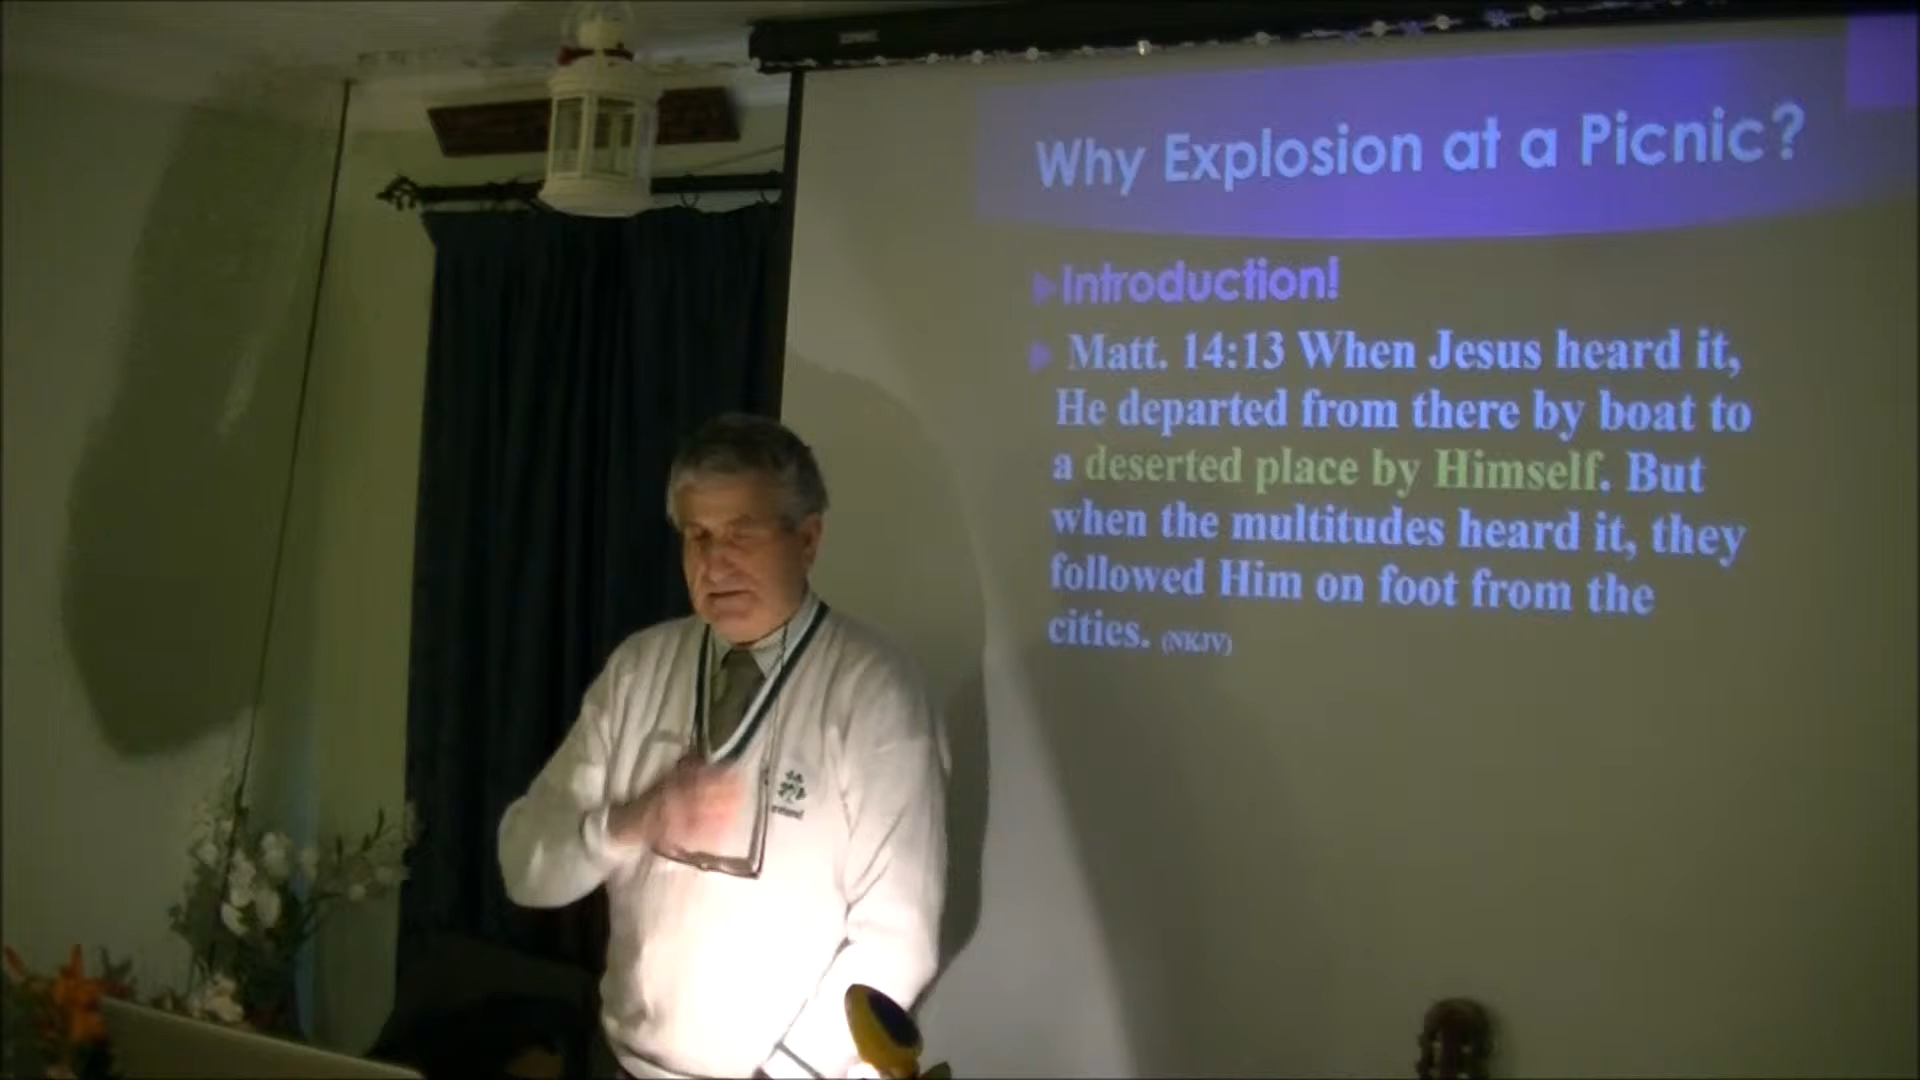 Why Explosion at a Picnic?
Introduction!
Matt. 14:13 When Jesus heard it,
He departed from there by boat to
a deserted place by Himself. But
when the multitudes heard it, they
followed Him on foot from the
cities. (NKJV)
Ireland